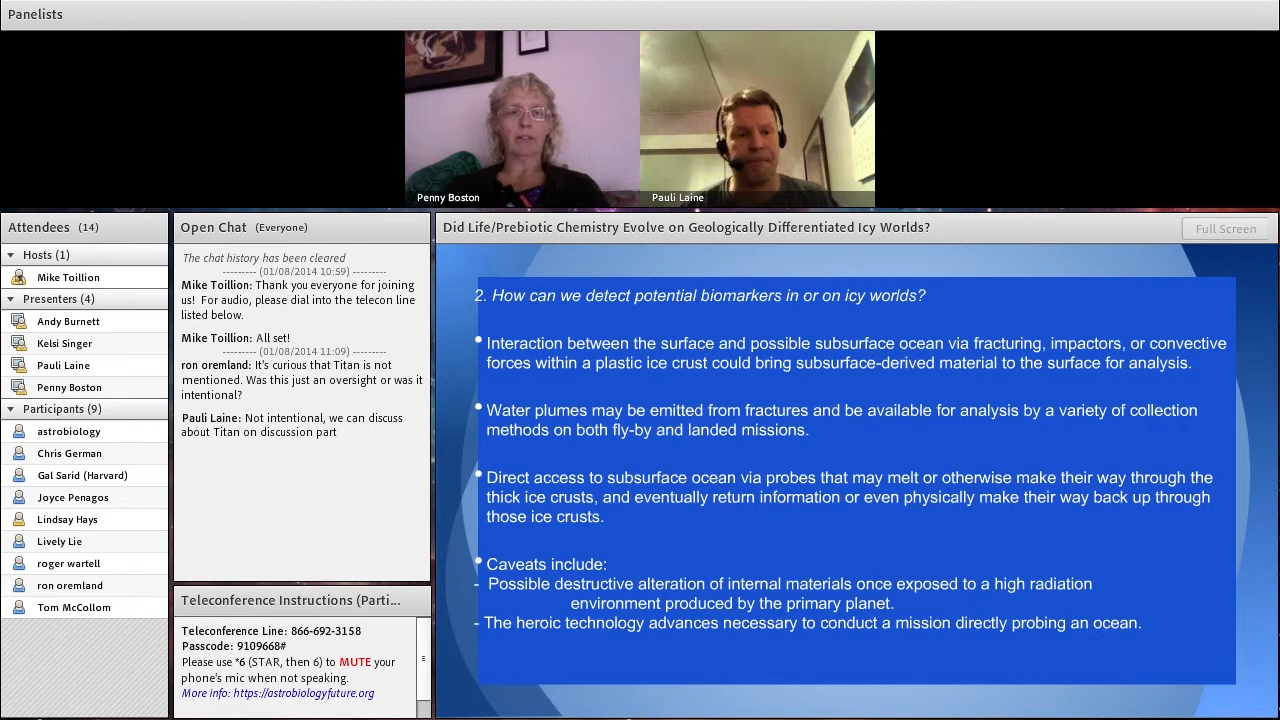 Panelists
Penny Boston
Pauli Laine
Attendees (14)
Hosts (1)
Mike Toillion
Presenters (4)
Andy Burnett
Kelsi Singer
Pauli Laine
Penny Boston
Participants (9)
astrobiology
Chris German
Gal Sarid (Harvard)
Joyce Penagos
Lindsay Hays
Lively Lie
roger wartell
ron oremland
Tom McCollom
Open Chat (Everyone)
The chat history has been cleared
--------- (01/08/2014 10:59) ---------
Mike Toillion: Thank you everyone for joining
us! For audio, please dial into the telecon line
listed below.
Mike Toillion: All set!
--------- (01/08/2014 11:09) ---------
ron oremland: It's curious that Titan is not
mentioned. Was this just an oversight or was it
intentional?
Pauli Laine: Not intentional, we can discuss
about Titan on discussion part
Teleconference Instructions (Parti...
Teleconference Line: 866-692-3158
Passcode: 9109668#
Please use *6 (STAR, then 6) to MUTE your
phone's mic when not speaking.
More info: https://astrobiologyfuture.org
Did Life/Prebiotic Chemistry Evolve on Geologically Differentiated Icy Worlds?
Full Screen
2. How can we detect potential biomarkers in or on icy worlds?
• Interaction between the surface and possible subsurface ocean via fracturing, impactors, or convective
forces within a plastic ice crust could bring subsurface-derived material to the surface for analysis.
• Water plumes may be emitted from fractures and be available for analysis by a variety of collection
methods on both fly-by and landed missions.
• Direct access to subsurface ocean via probes that may melt or otherwise make their way through the
thick ice crusts, and eventually return information or even physically make their way back up through
those ice crusts.
• Caveats include:
- Possible destructive alteration of internal materials once exposed to a high radiation
environment produced by the primary planet.
- The heroic technology advances necessary to conduct a mission directly probing an ocean.